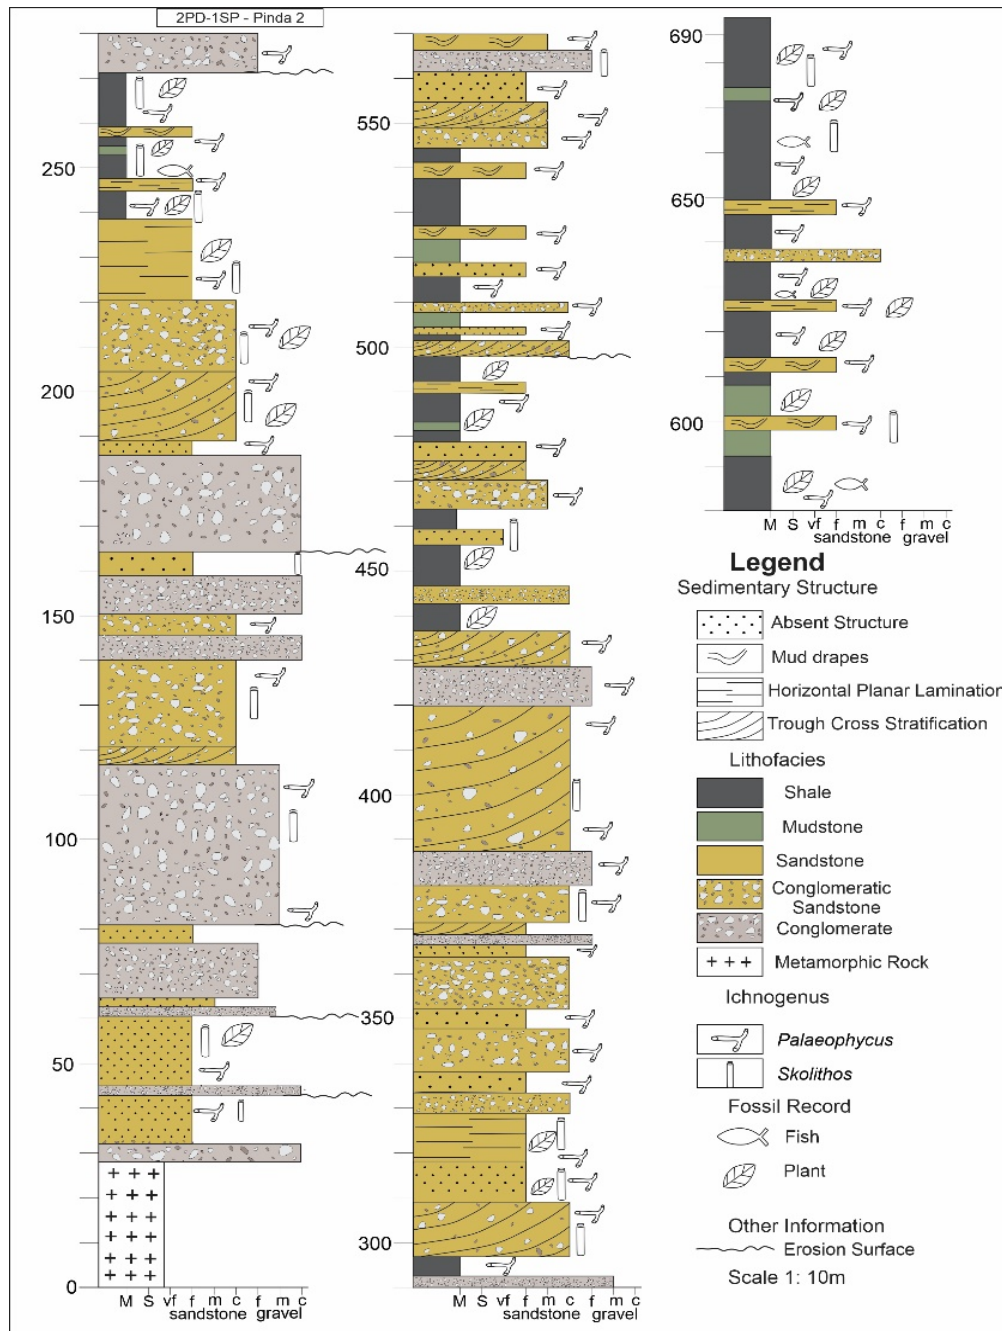 2PD-1SP - Pinda 2
250
200
150
100
50
0
M S vf f m c f m c
sandstone gravel
550
500
450
400
350
300
M S vf f m c f m c
sandstone gravel
690
650
600
M S vf f m c f m c
sandstone gravel
Legend
Sedimentary Structure
Absent Structure
Mud drapes
Horizontal Planar Lamination
Trough Cross Stratification
Lithofacies
Shale
Mudstone
Sandstone
Conglomeratic
Sandstone
Conglomerate
Metamorphic Rock
Ichnogenus
Palaeophycus
Skolithos
Fossil Record
Fish
Plant
Other Information
Erosion Surface
Scale 1: 10m